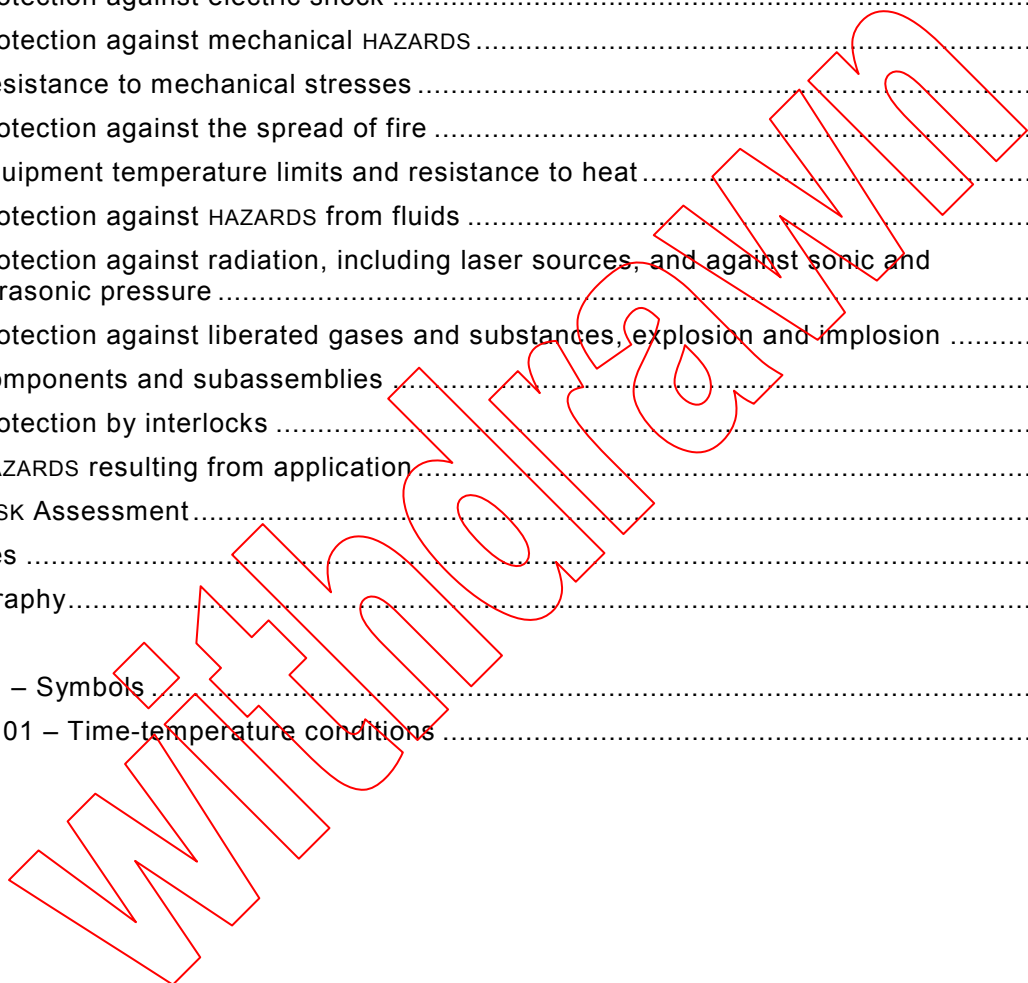 otection against electric shock
otection against mechanical HAZARDS
esistance to mechanical stresses
otection against the spread of fire
quipment temperature limits and resistance to heat
otection against HAZARDS from fluids
otection against radiation, including laser sources, and against sonic and
rasonic pressure
otection against liberated gases and substances, explosion and implosion
omponents and subassemblies
otection by interlocks
AZARDS resulting from application
SK Assessment
es
raphy
– Symbols
01 – Time-temperature conditions
withdrawn